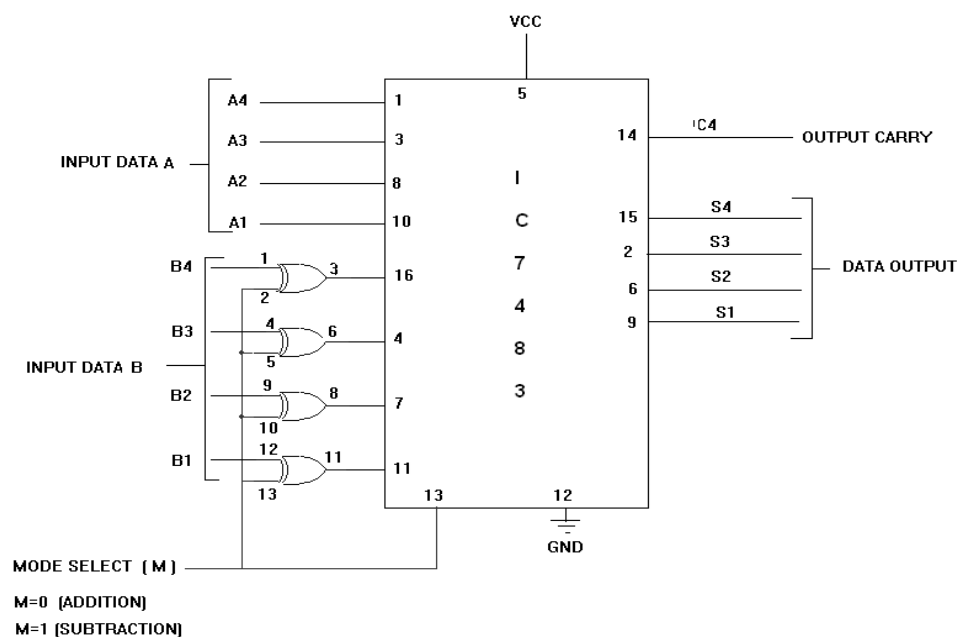 VCC
5
A4
1
A3
3
14
'C4
OUTPUT CARRY
INPUT DATA A
A2
8
I
A1
10
C
15
S4
B4
1
3
16
2
7
2
S3
DATA OUTPUT
6
S2
B3
4
6
4
4
9
S1
5
8
INPUT DATA B
B2
9
8
7
3
10
B1
12
11
11
13
13
12
GND
MODE SELECT (M)
M=0 (ADDITION)
M=1 (SUBTRACTION)